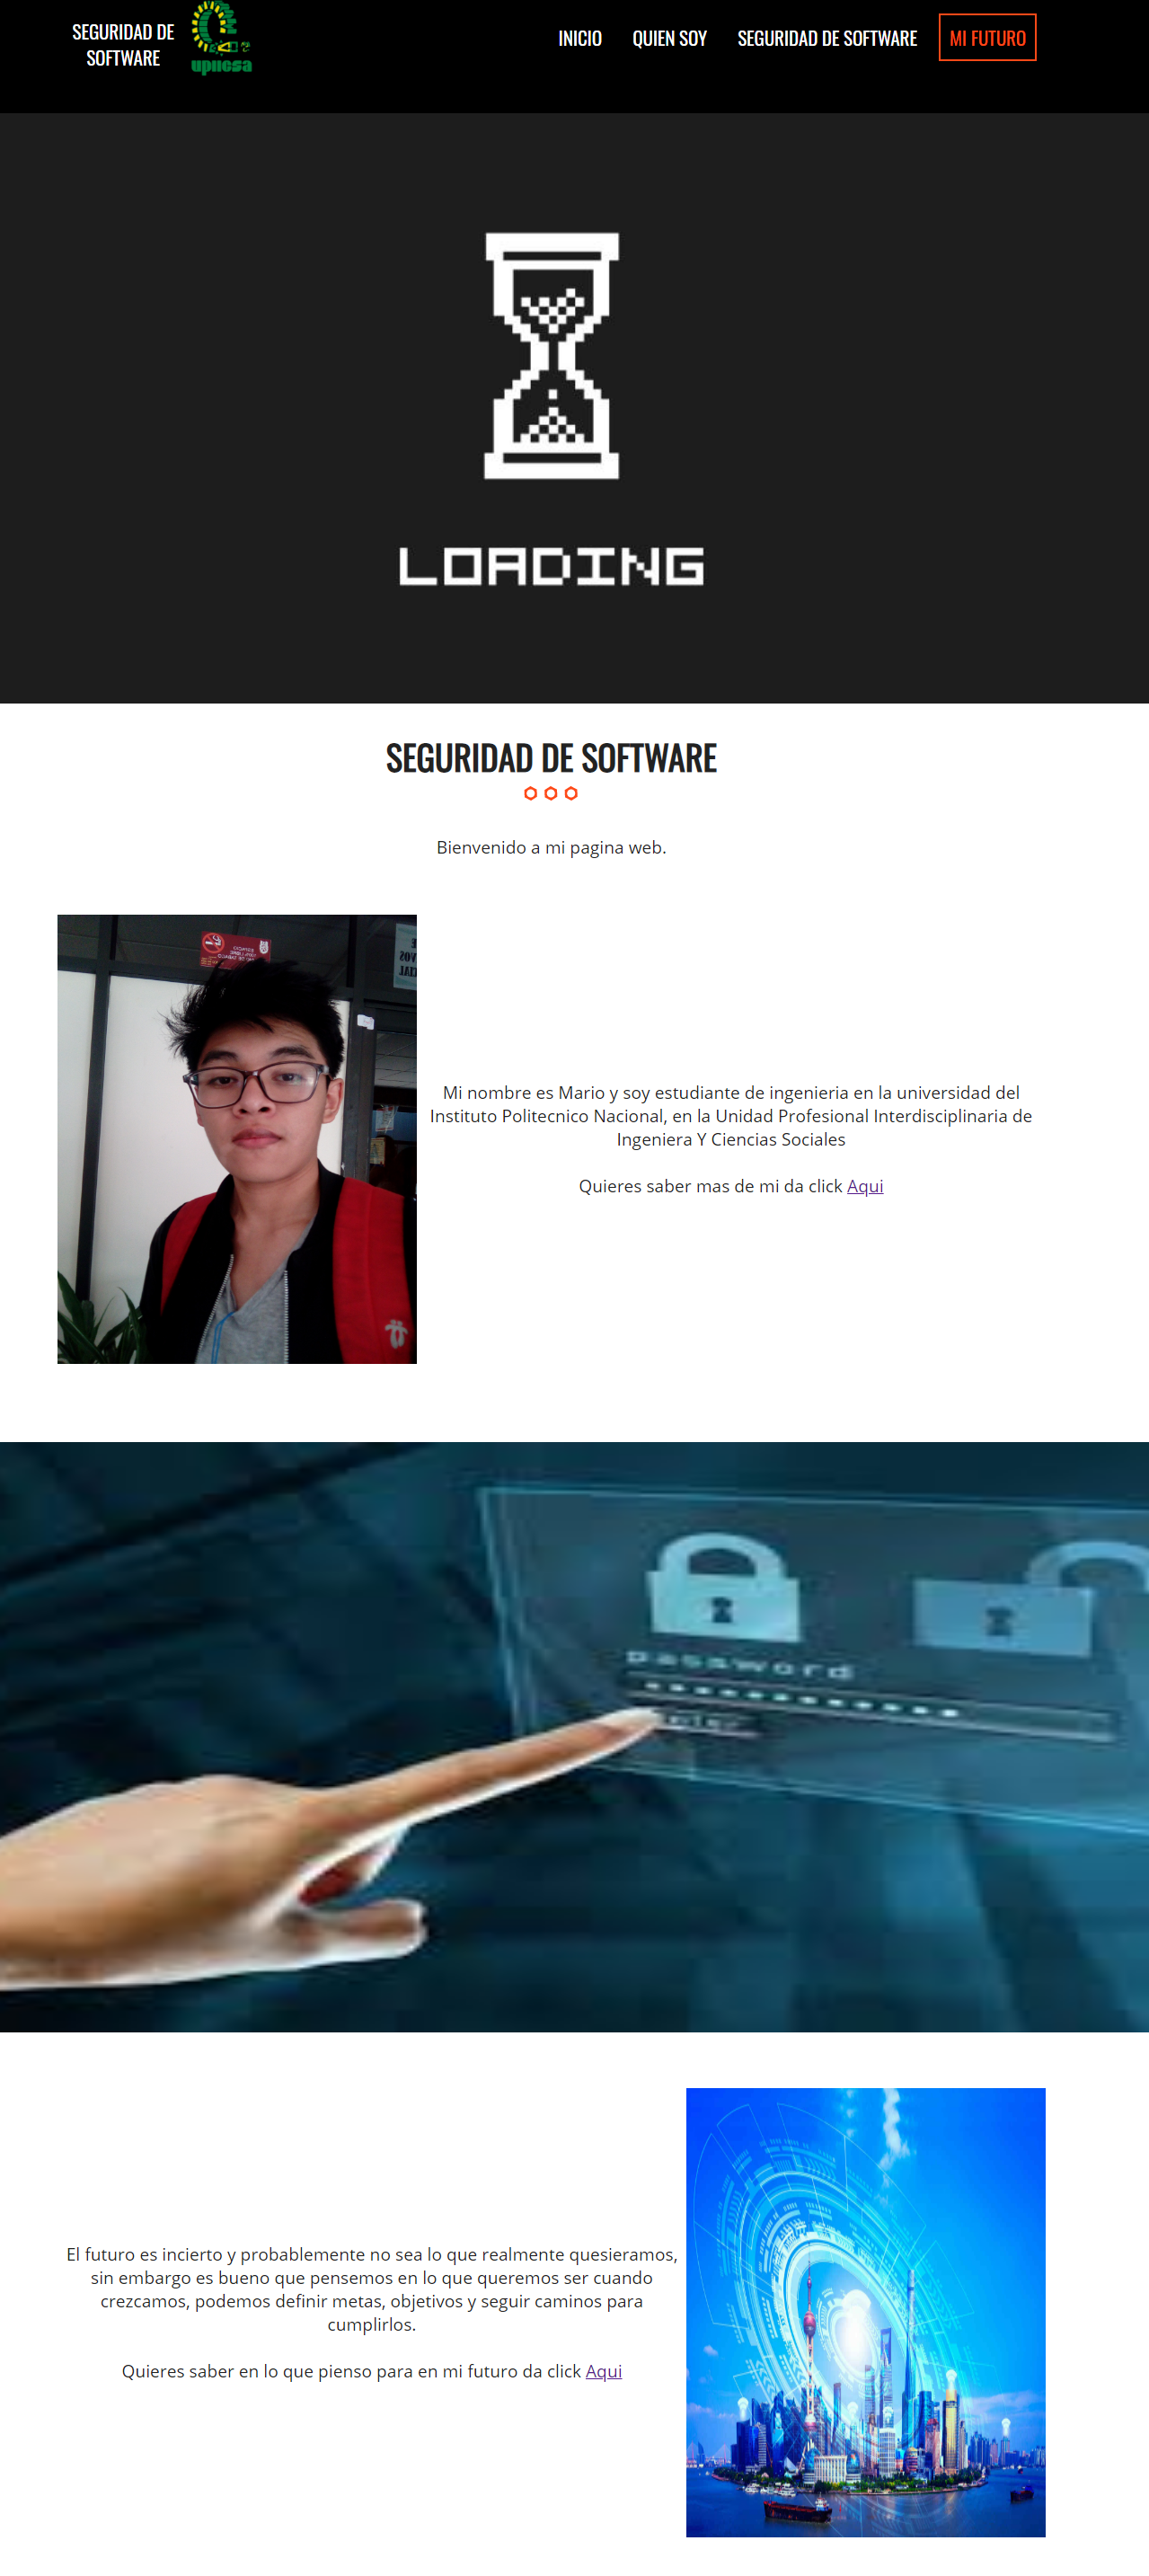 SEGURIDAD DE
SOFTWARE
upiicsa
INICIO QUIEN SOY SEGURIDAD DE SOFTWARE MI FUTURO
LOADING
SEGURIDAD DE SOFTWARE
Bienvenido a mi pagina web.
Mi nombre es Mario y soy estudiante de ingenieria en la universidad del
Instituto Politecnico Nacional, en la Unidad Profesional Interdisciplinaria de
Ingeniera Y Ciencias Sociales
Quieres saber mas de mi da click Aqui
password
El futuro es incierto y probablemente no sea lo que realmente quesieramos,
sin embargo es bueno que pensemos en lo que queremos ser cuando
crezcamos, podemos definir metas, objetivos y seguir caminos para
cumplirlos.
Quieres saber en lo que pienso para en mi futuro da click Aqui